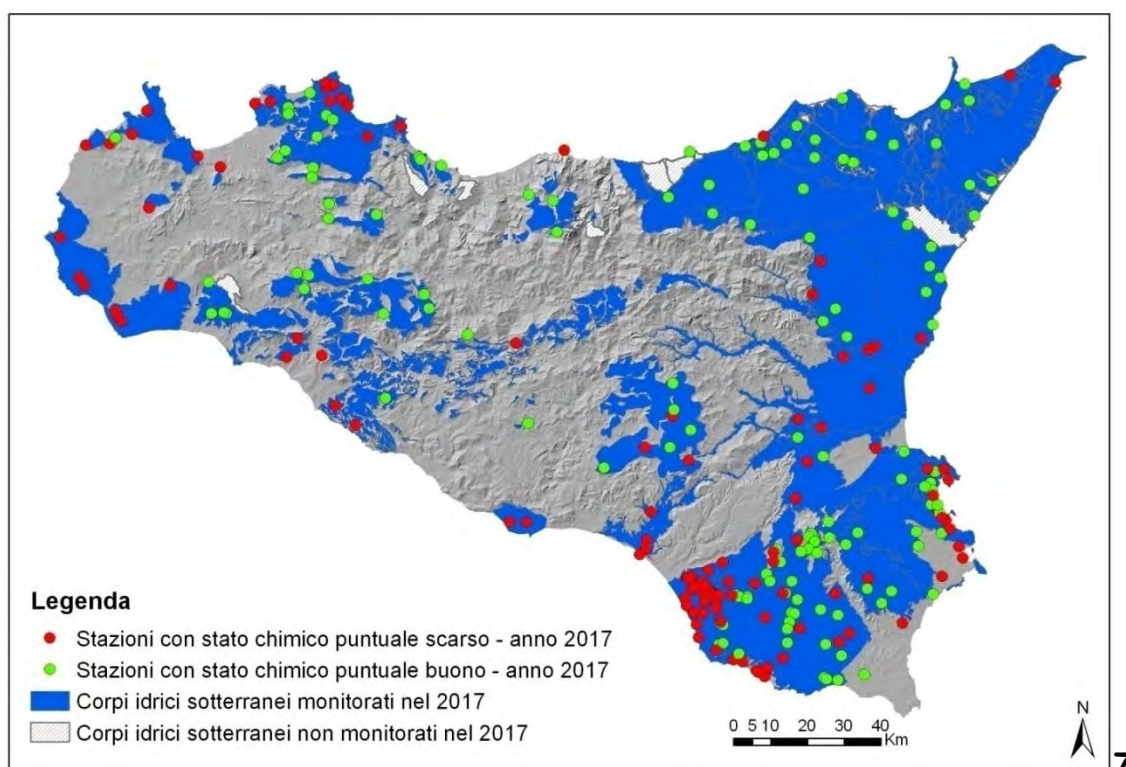 Legenda
Stazioni con stato chimico puntuale scarso - anno 2017
Stazioni con stato chimico puntuale buono - anno 2017
Corpi idrici sotterranei monitorati nel 2017
Corpi idrici sotterranei non monitorati nel 2017
0 5 10 20 30 40
Km
N